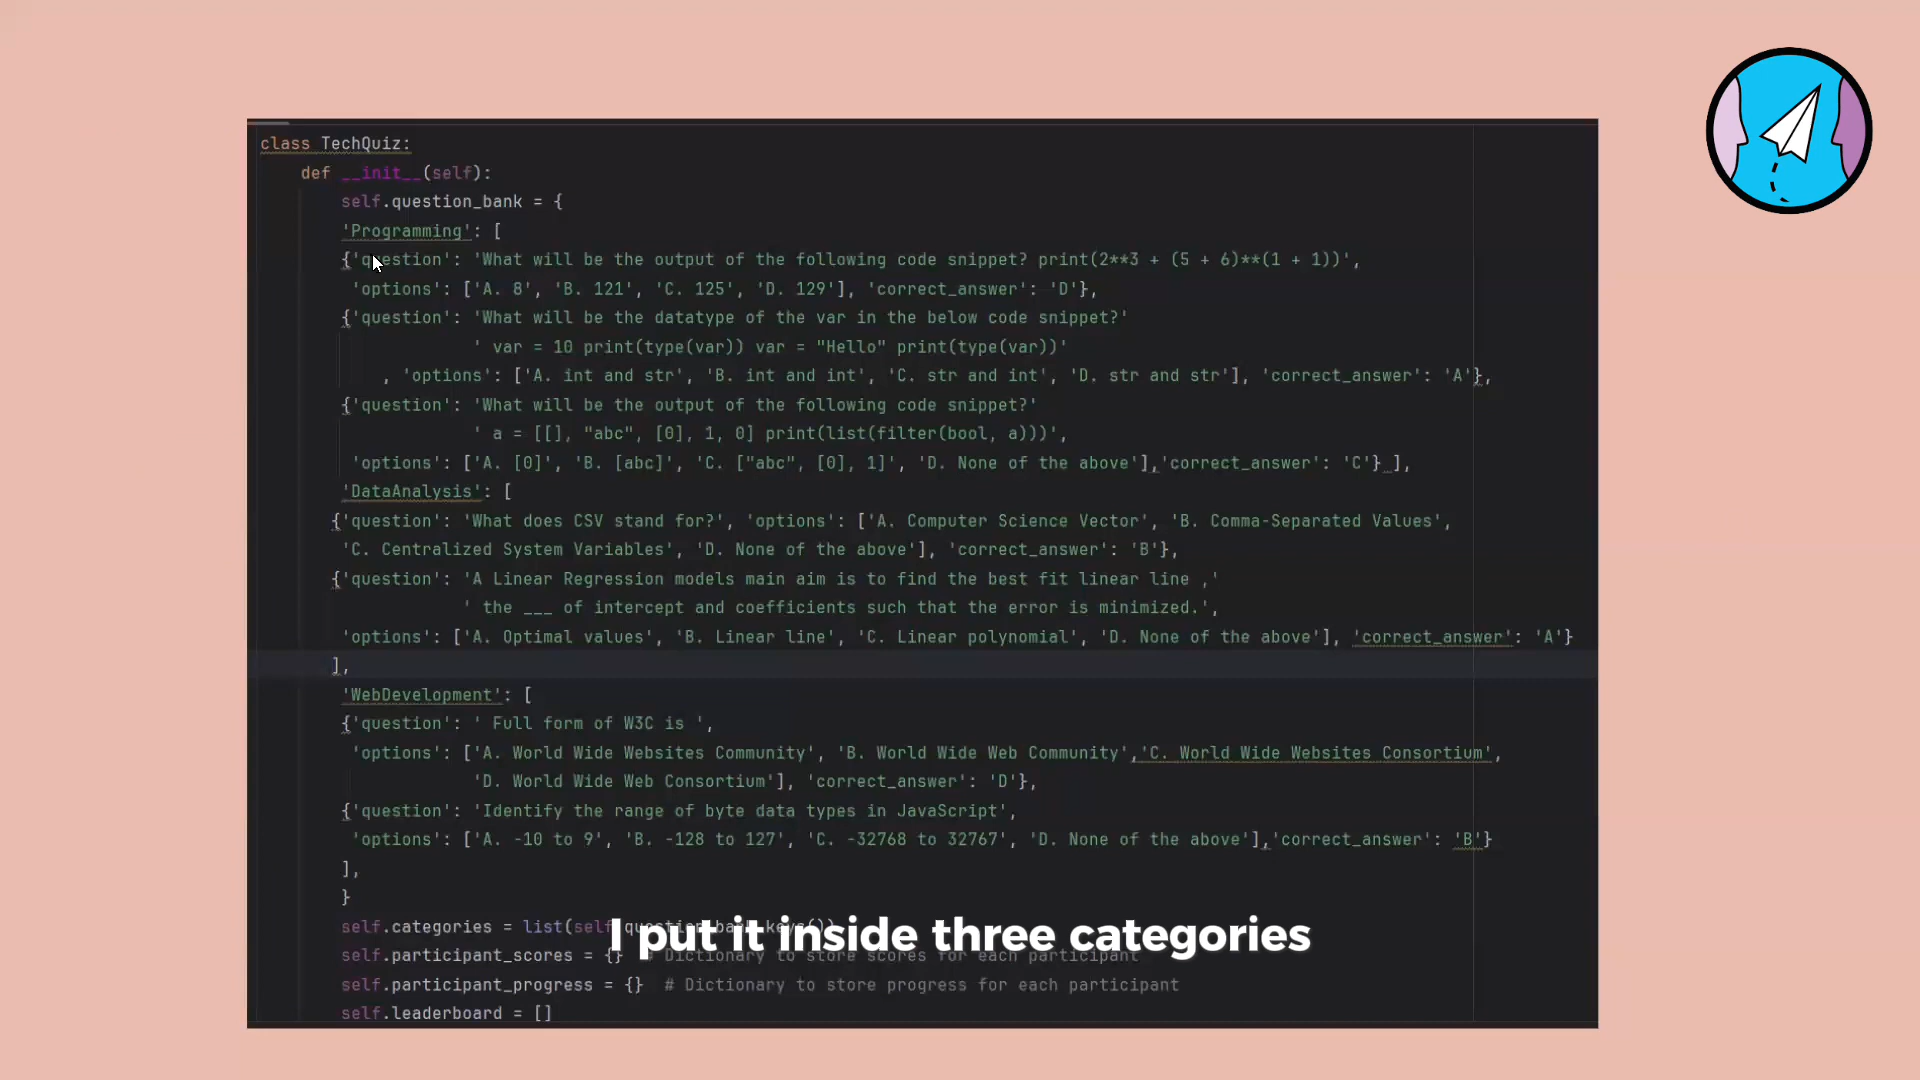 class TechQuiz:
def __init__(self):
self.question_bank = {
'Programming': [
{'question': 'What will be the output of the following code snippet? print(2**3 + (5 + 6)**(1 + 1))',
'options': ['A. 8', 'B. 121', 'C. 125', 'D. 129'], 'correct_answer': 'D'},
{'question': 'What will be the datatype of the var in the below code snippet?'
' var = 10 print(type(var)) var = "Hello" print(type(var))'
, 'options': ['A. int and str', 'B. int and int', 'C. str and int', 'D. str and str'], 'correct_answer': 'A'},
{'question': 'What will be the output of the following code snippet?'
' a = [[], "abc", [0], 1, 0] print(list(filter(bool, a)))',
'options': ['A. [0]', 'B. [abc]', 'C. ["abc", [0], 1]', 'D. None of the above'],'correct_answer': 'C'} ],
'DataAnalysis': [
{'question': 'What does CSV stand for?', 'options': ['A. Computer Science Vector', 'B. Comma-Separated Values',
'C. Centralized System Variables', 'D. None of the above'], 'correct_answer': 'B'},
{'question': 'A Linear Regression models main aim is to find the best fit linear line ,'
' the ___ of intercept and coefficients such that the error is minimized.',
'options': ['A. Optimal values', 'B. Linear line', 'C. Linear polynomial', 'D. None of the above'], 'correct_answer': 'A'}
],
'WebDevelopment': [
{'question': ' Full form of W3C is ',
'options': ['A. World Wide Websites Community', 'B. World Wide Web Community','C. World Wide Websites Consortium',
'D. World Wide Web Consortium'], 'correct_answer': 'D'},
{'question': 'Identify the range of byte data types in JavaScript',
'options': ['A. -10 to 9', 'B. -128 to 127', 'C. -32768 to 32767', 'D. None of the above'],'correct_answer': 'B'}
],
}
self.categories = list(self.question_bank.keys())
I put it inside three categories
self.participant_scores = {} # Dictionary to store scores for each participant
self.participant_progress = {} # Dictionary to store progress for each participant
self.leaderboard = []